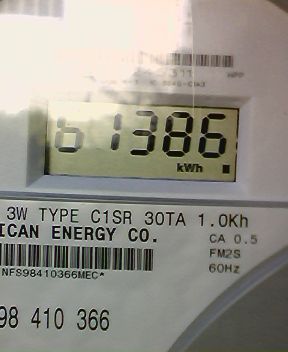 61386
kWh
3W TYPE C1SR 30TA 1.0Kh
ICAN ENERGY CO.
CA 0.5
FM2S
60Hz
NFS98410366MEC*
98 410 366